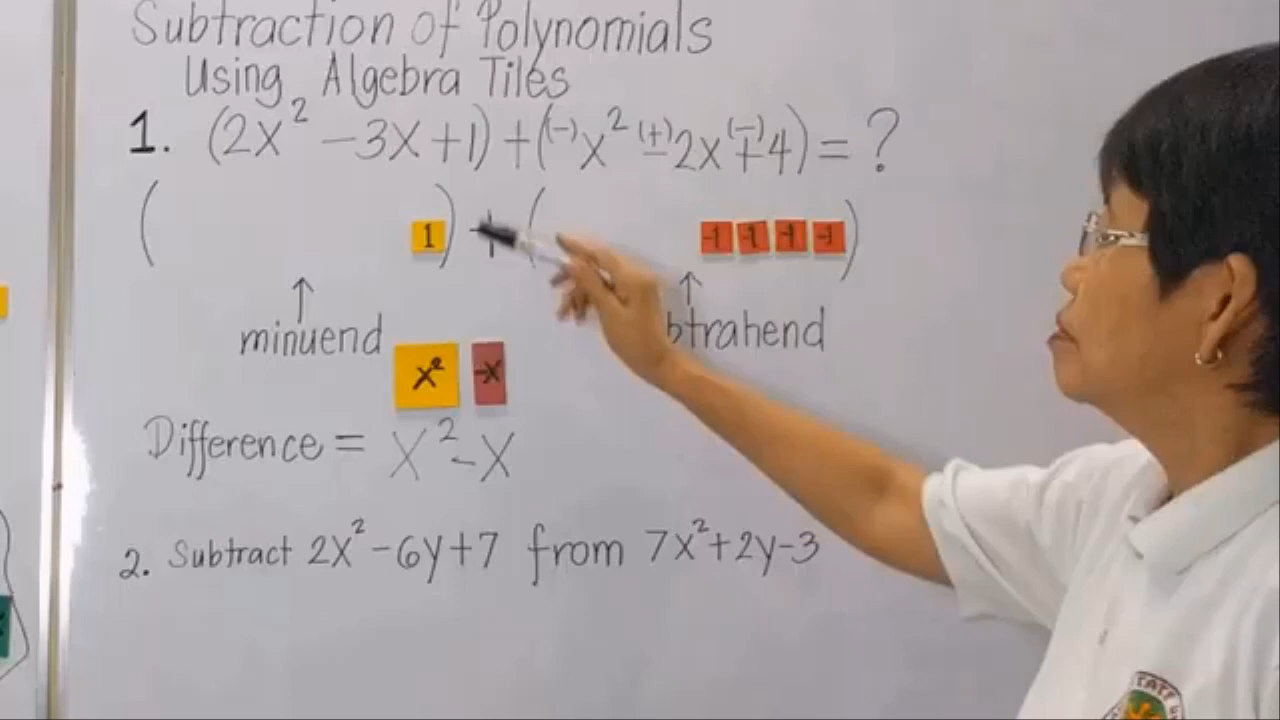 Subtraction of Polynomials
Using Algebra Tiles
1. (2x² - 3x + 1) + (⁽⁻⁾x² ⁽⁺⁾− 2x ⁽⁻⁾+ 4) = ?
( 1 ) + ( -1 -1 -1 -1 )
minuend btrahend
x² -x
Difference = x² - x
2. Subtract 2x² - 6y + 7 from 7x² + 2y - 3